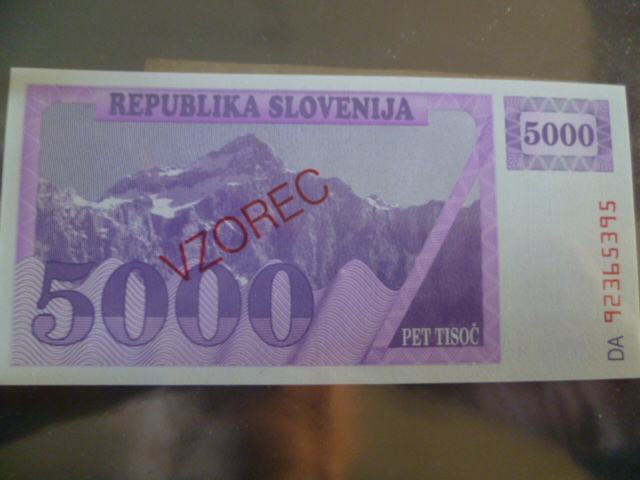 REPUBLIKA SLOVENIJA
5000
VZOREC
5000
PET TISOČ
DA 92365395